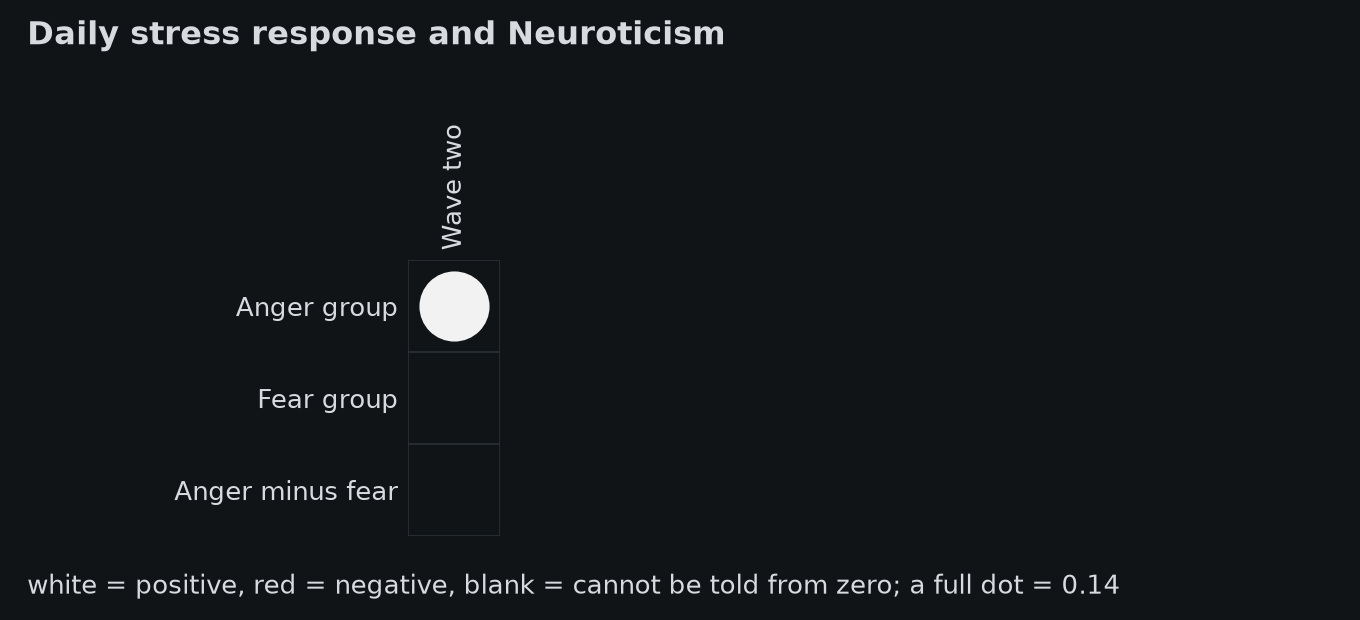 Daily stress response and Neuroticism
Wave two
Anger group
Fear group
Anger minus fear
white = positive, red = negative, blank = cannot be told from zero; a full dot = 0.14